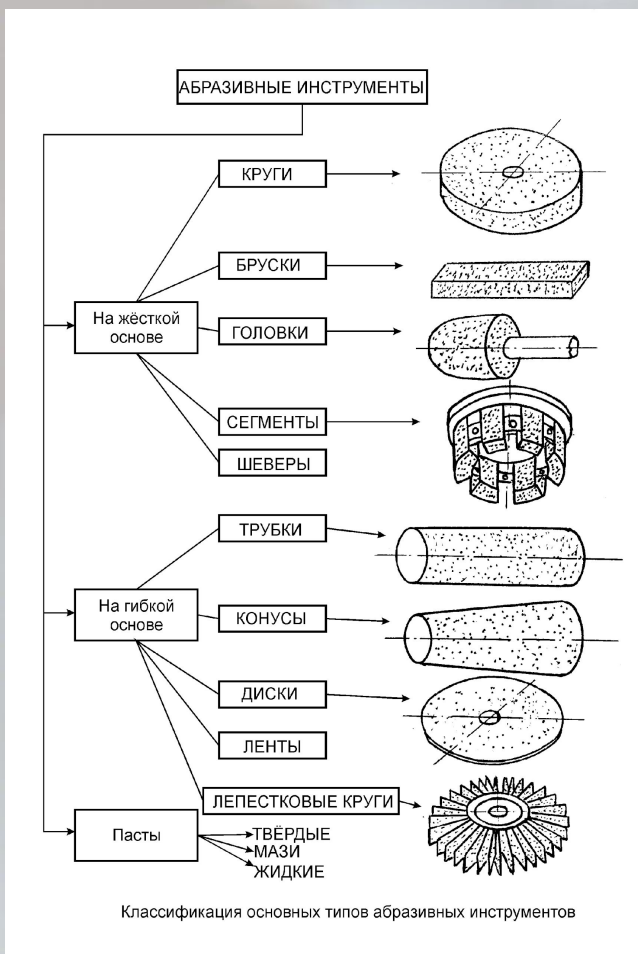 АБРАЗИВНЫЕ ИНСТРУМЕНТЫ
КРУГИ
БРУСКИ
На жёсткой
основе
ГОЛОВКИ
СЕГМЕНТЫ
ШЕВЕРЫ
ТРУБКИ
На гибкой
основе
КОНУСЫ
ДИСКИ
ЛЕНТЫ
ЛЕПЕСТКОВЫЕ КРУГИ
Пасты
ТВЁРДЫЕ
МАЗИ
ЖИДКИЕ
Классификация основных типов абразивных инструментов